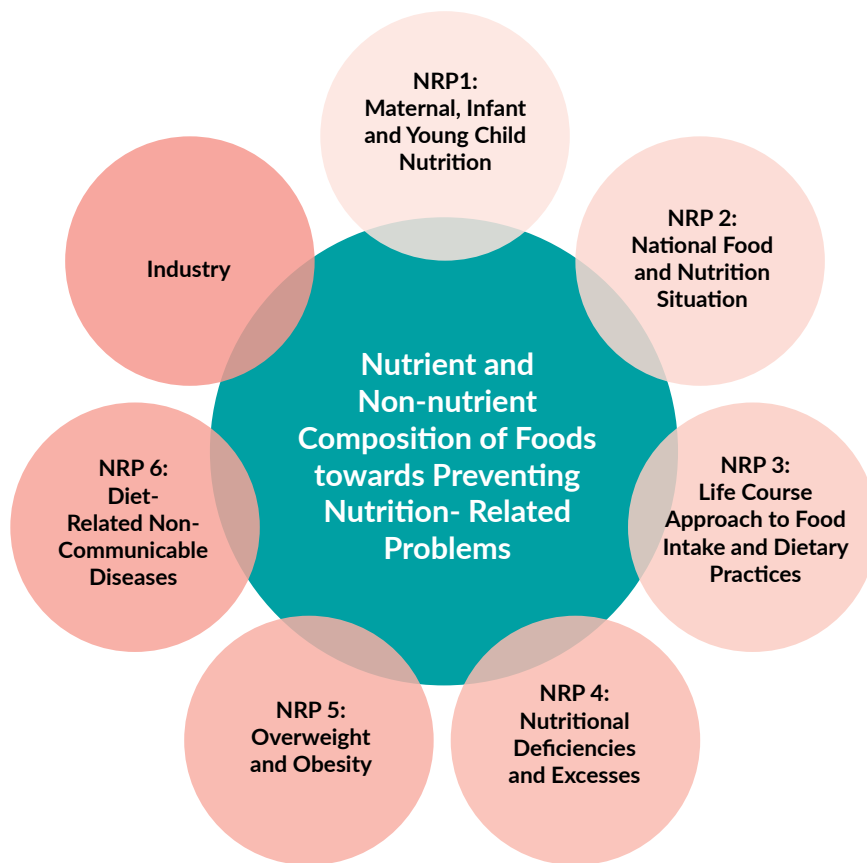 NRP1:
Maternal, Infant
and Young Child
Nutrition
NRP 2:
National Food
and Nutrition
Situation
NRP 3:
Life Course
Approach to Food
Intake and Dietary
Practices
NRP 4:
Nutritional
Deficiencies
and Excesses
NRP 5:
Overweight
and Obesity
NRP 6:
Diet-
Related Non-
Communicable
Diseases
Industry
Nutrient and
Non-nutrient
Composition of Foods
towards Preventing
Nutrition- Related
Problems